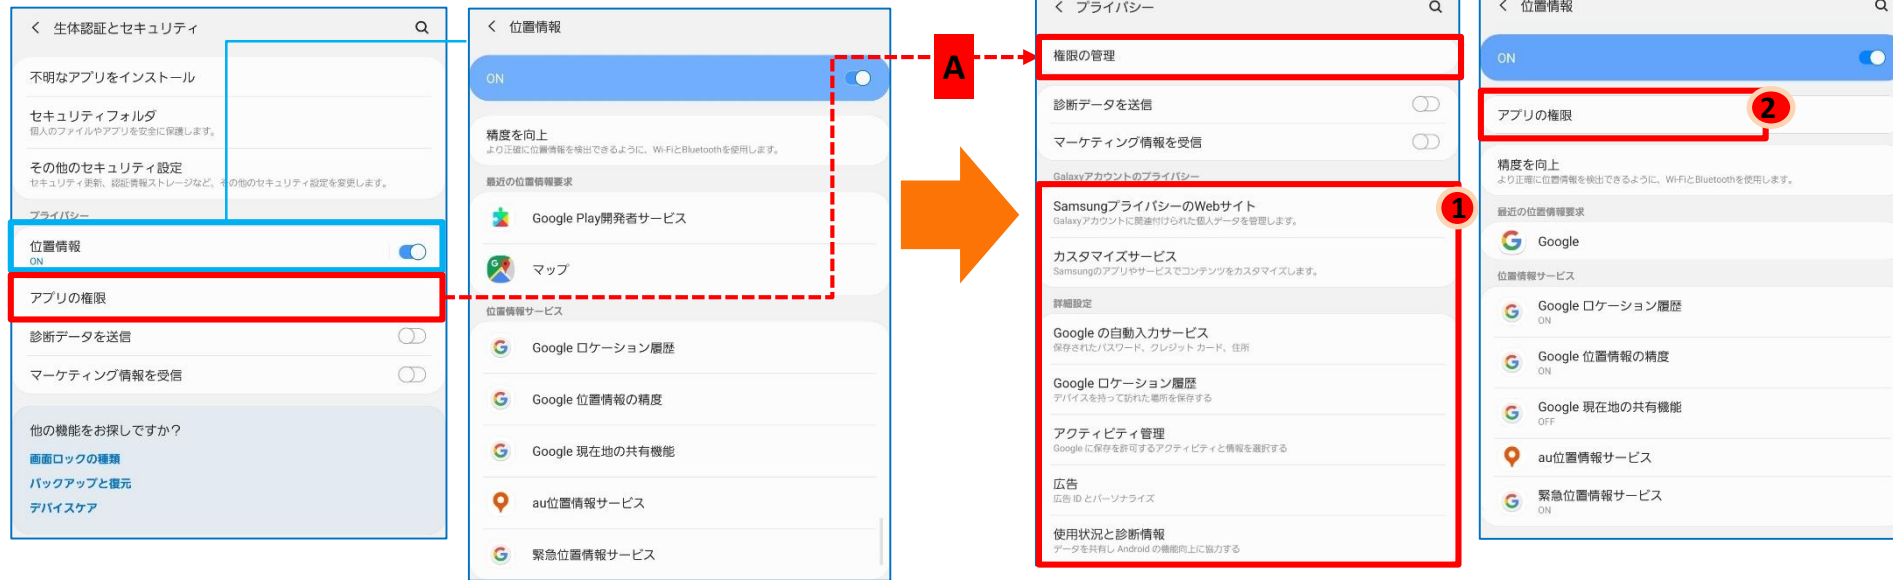 生体認証とセキュリティ
不明なアプリをインストール
セキュリティフォルダ
個人のファイルやアプリを安全に保護します。
その他のセキュリティ設定
セキュリティ更新、認証情報ストレージなど、その他のセキュリティ設定を変更します。
プライバシー
位置情報
ON
アプリの権限
診断データを送信
マーケティング情報を受信
他の機能をお探しですか?
画面ロックの種類
バックアップと復元
デバイスケア
位置情報
ON
精度を向上
より正確に位置情報を検出できるように、Wi-FiとBluetoothを使用します。
最近の位置情報要求
Google Play開発者サービス
マップ
位置情報サービス
Google ロケーション履歴
Google 位置情報の精度
Google 現在地の共有機能
au位置情報サービス
緊急位置情報サービス
A
プライバシー
権限の管理
診断データを送信
マーケティング情報を受信
Galaxyアカウントのプライバシー
1
SamsungプライバシーのWebサイト
Galaxyアカウントに関連付けられた個人データを管理します。
カスタマイズサービス
Samsungのアプリやサービスでコンテンツをカスタマイズします。
詳細設定
Google の自動入力サービス
保存されたパスワード、クレジット カード、住所
Google ロケーション履歴
デバイスを持って訪れた場所を保存する
アクティビティ管理
Google に保存を許可するアクティビティと情報を選択する
広告
広告 ID とパーソナライズ
使用状況と診断情報
データを共有し Android の機能向上に協力する
位置情報
ON
アプリの権限
2
精度を向上
より正確に位置情報を検出できるように、Wi-FiとBluetoothを使用します。
最近の位置情報要求
Google
位置情報サービス
Google ロケーション履歴
ON
Google 位置情報の精度
ON
Google 現在地の共有機能
OFF
au位置情報サービス
緊急位置情報サービス
ON